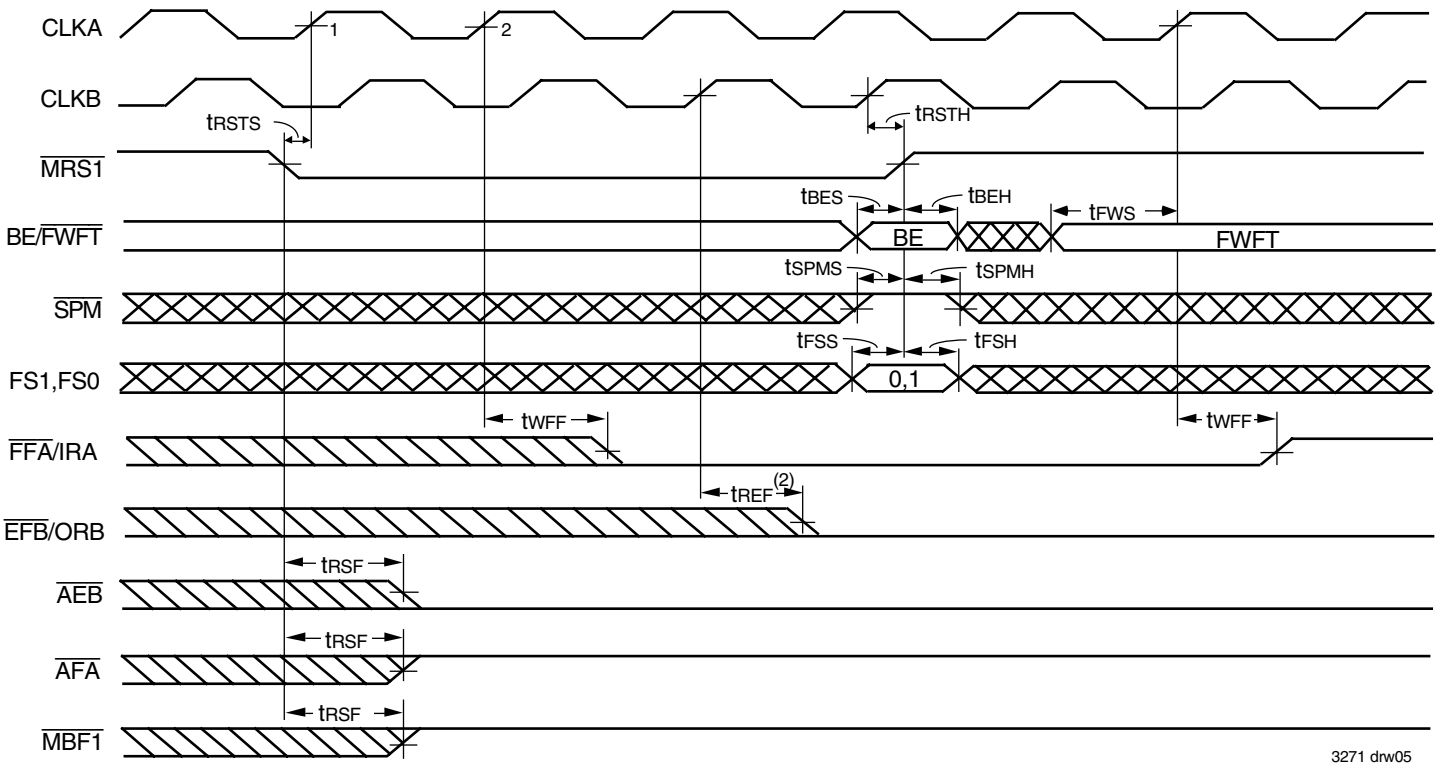 CLKA
1
2
CLKB
tRSTS
tRSTH
MRS1
tBES
tBEH
tFWS
BE/FWFT
BE
FWFT
tSPMS
tSPMH
SPM
tFSS
tFSH
FS1,FS0
0,1
tWFF
tWFF
FFA/IRA
tREF(2)
EFB/ORB
tRSF
AEB
tRSF
AFA
tRSF
MBF1
3271 drw05